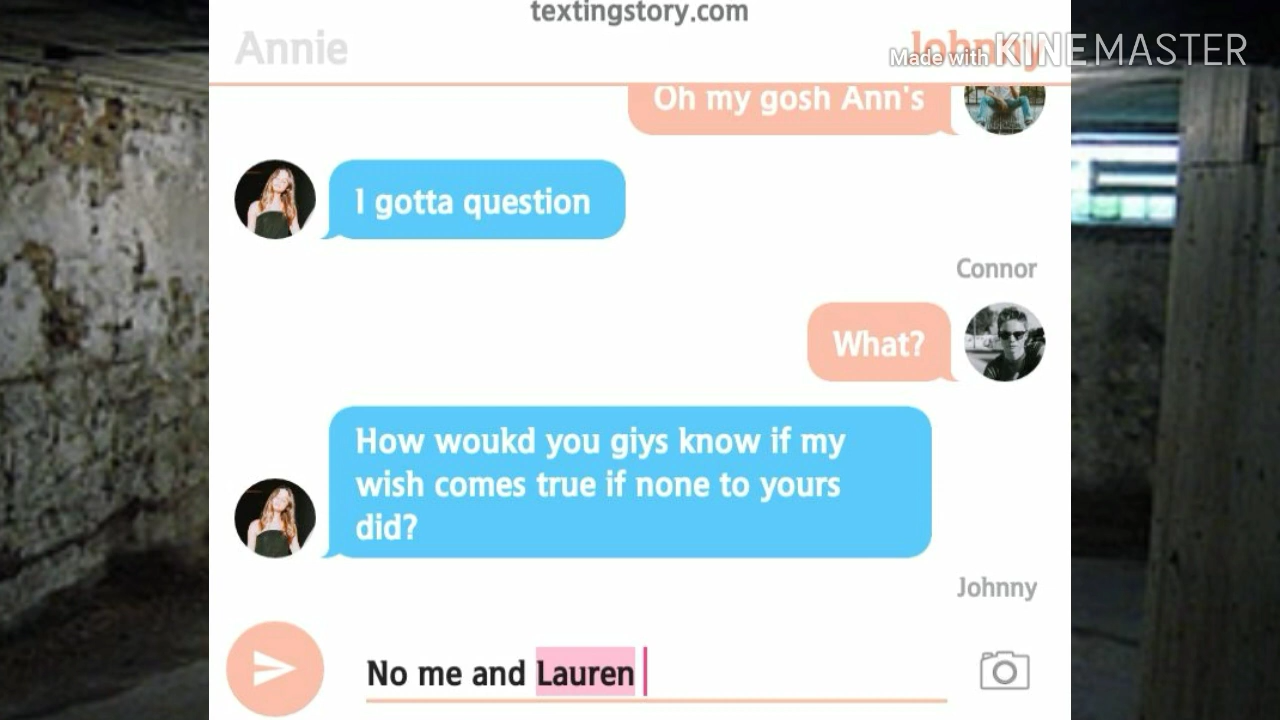 textingstory.com
Annie
Johnny
Made with KINEMASTER
Oh my gosh Ann's
I gotta question
Connor
What?
How woukd you giys know if my
wish comes true if none to yours
did?
Johnny
No me and Lauren